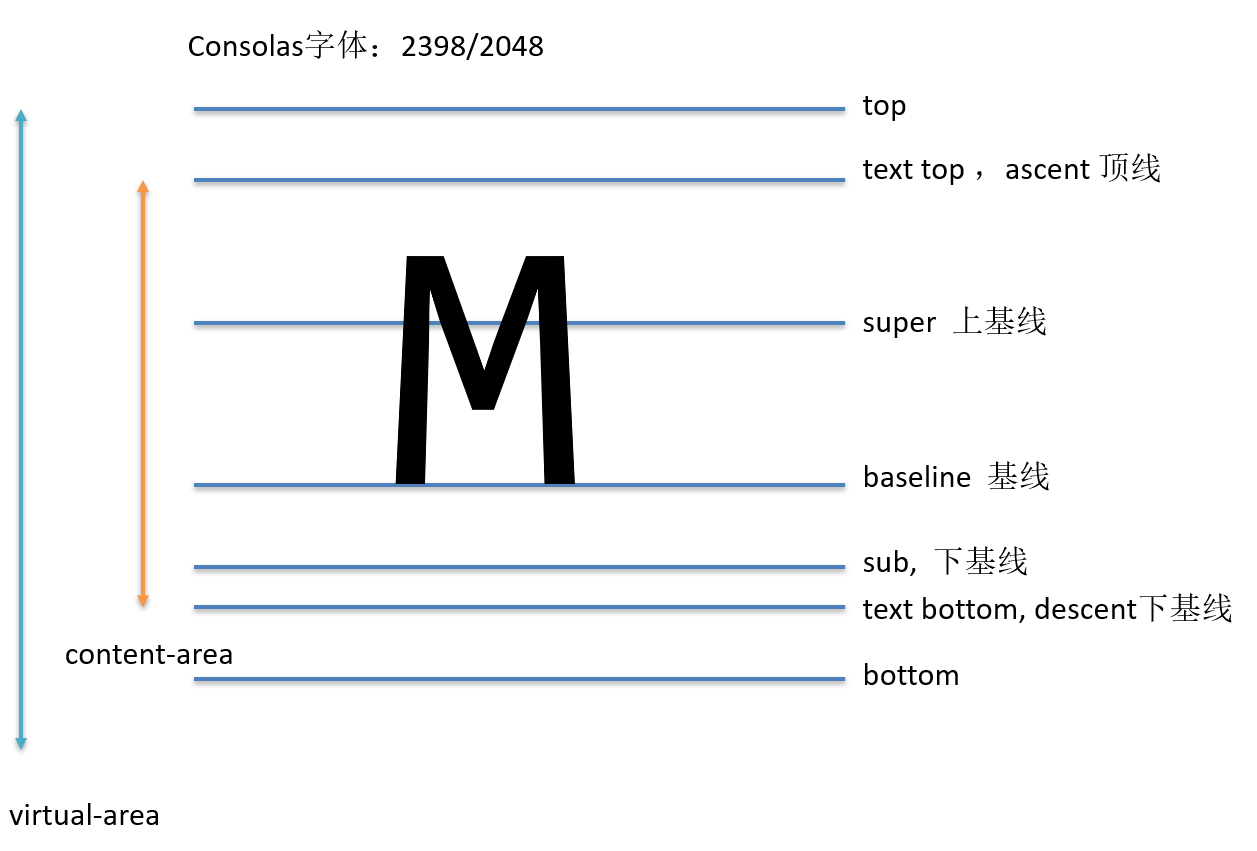 Consolas字体：2398/2048
top
text top ，ascent 顶线
M
super 上基线
baseline 基线
sub, 下基线
text bottom, descent下基线
content-area
bottom
virtual-area